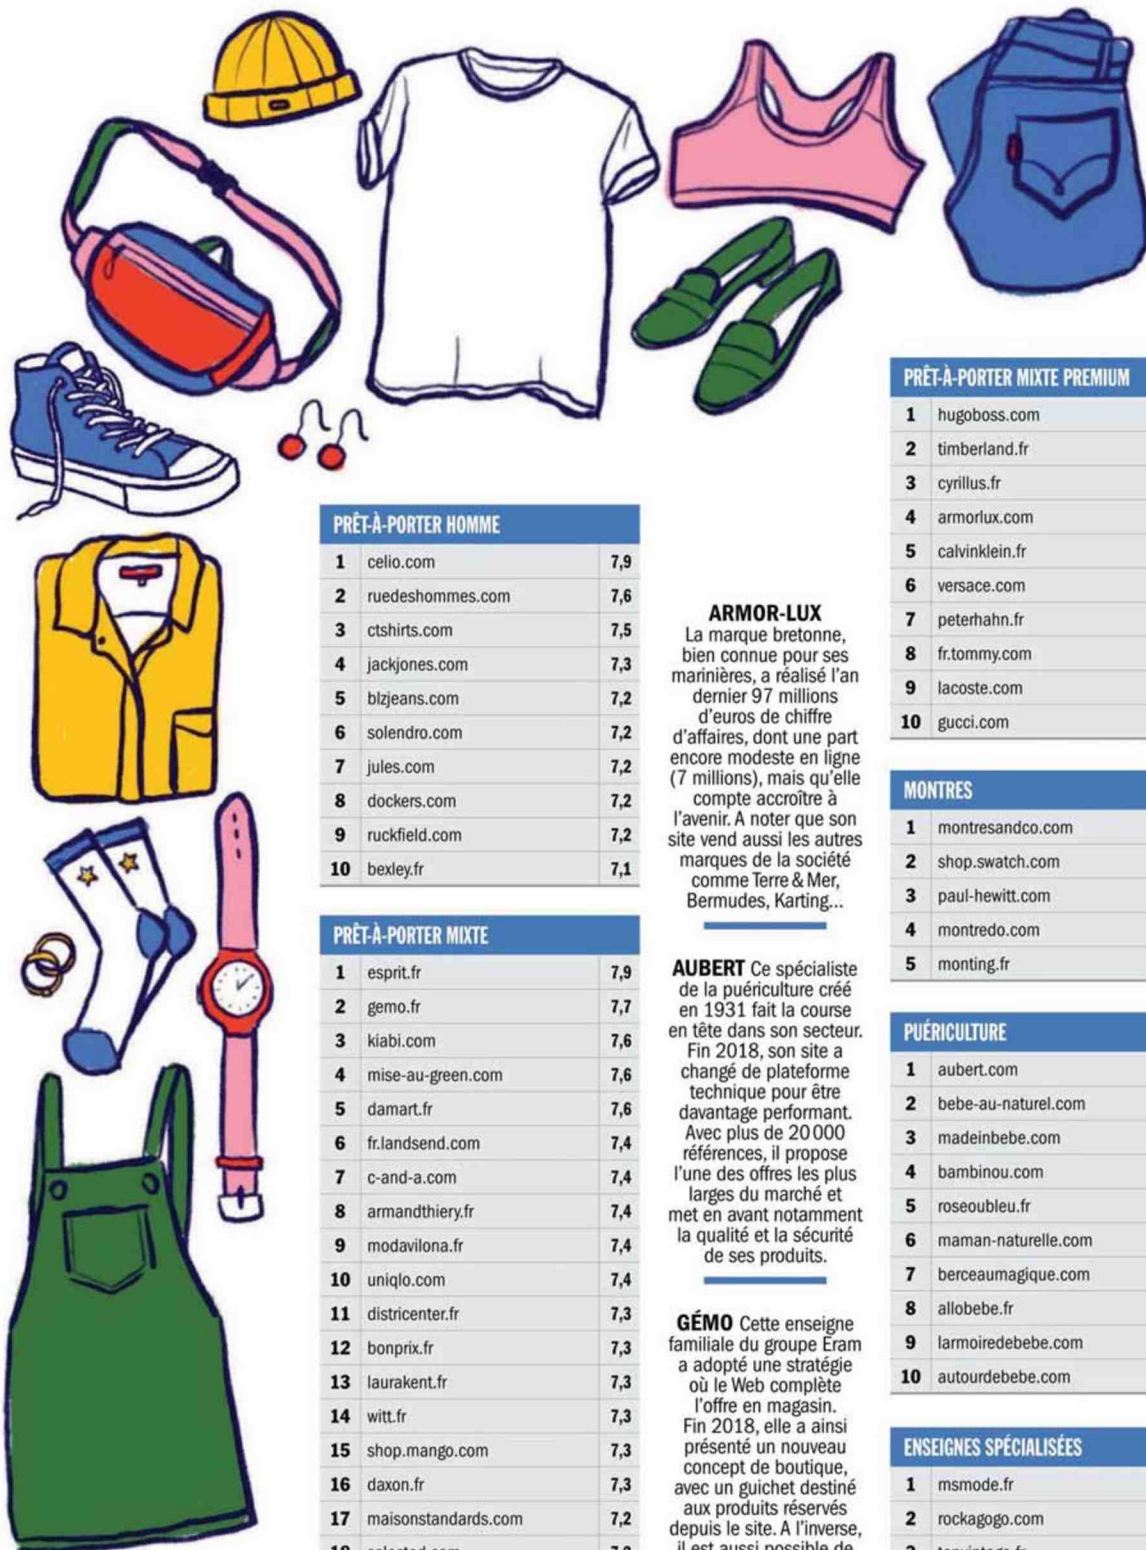 PRÊT-À-PORTER HOMME
1 celio.com 7,9
2 ruedeshommes.com 7,6
3 ctshirts.com 7,5
4 jackjones.com 7,3
5 blzjeans.com 7,2
6 solendro.com 7,2
7 jules.com 7,2
8 dockers.com 7,2
9 ruckfield.com 7,2
10 bexley.fr 7,1
PRÊT-À-PORTER MIXTE
1 esprit.fr 7,9
2 gemo.fr 7,7
3 kiabi.com 7,6
4 mise-au-green.com 7,6
5 damart.fr 7,6
6 fr.landsend.com 7,4
7 c-and-a.com 7,4
8 armandthiery.fr 7,4
9 modavilona.fr 7,4
10 uniqlo.com 7,4
11 districenter.fr 7,3
12 bonprix.fr 7,3
13 laurakent.fr 7,3
14 witt.fr 7,3
15 shop.mango.com 7,3
16 daxon.fr 7,3
17 maisonstandards.com 7,2
ARMOR-LUX
La marque bretonne,
bien connue pour ses
marinières, a réalisé l'an
dernier 97 millions
d'euros de chiffre
d'affaires, dont une part
encore modeste en ligne
(7 millions), mais qu'elle
compte accroître à
l'avenir. A noter que son
site vend aussi les autres
marques de la société
comme Terre & Mer,
Bermudes, Karting...
AUBERT Ce spécialiste
de la puériculture créé
en 1931 fait la course
en tête dans son secteur.
Fin 2018, son site a
changé de plateforme
technique pour être
davantage performant.
Avec plus de 20 000
références, il propose
l'une des offres les plus
larges du marché et
met en avant notamment
la qualité et la sécurité
de ses produits.
GÉMO Cette enseigne
familiale du groupe Eram
a adopté une stratégie
où le Web complète
l'offre en magasin.
Fin 2018, elle a ainsi
présenté un nouveau
concept de boutique,
avec un guichet destiné
aux produits réservés
depuis le site. A l'inverse,
il est aussi possible de
PRÊT-À-PORTER MIXTE PREMIUM
1 hugoboss.com
2 timberland.fr
3 cyrillus.fr
4 armorlux.com
5 calvinklein.fr
6 versace.com
7 peterhahn.fr
8 fr.tommy.com
9 lacoste.com
10 gucci.com
MONTRES
1 montresandco.com
2 shop.swatch.com
3 paul-hewitt.com
4 montredo.com
5 monting.fr
PUÉRICULTURE
1 aubert.com
2 bebe-au-naturel.com
3 madeinbebe.com
4 bambinou.com
5 roseoubleu.fr
6 maman-naturelle.com
7 berceaumagique.com
8 allobebe.fr
9 larmoiredebebe.com
10 autourdebebe.com
ENSEIGNES SPÉCIALISÉES
1 msmode.fr
2 rockagogo.com